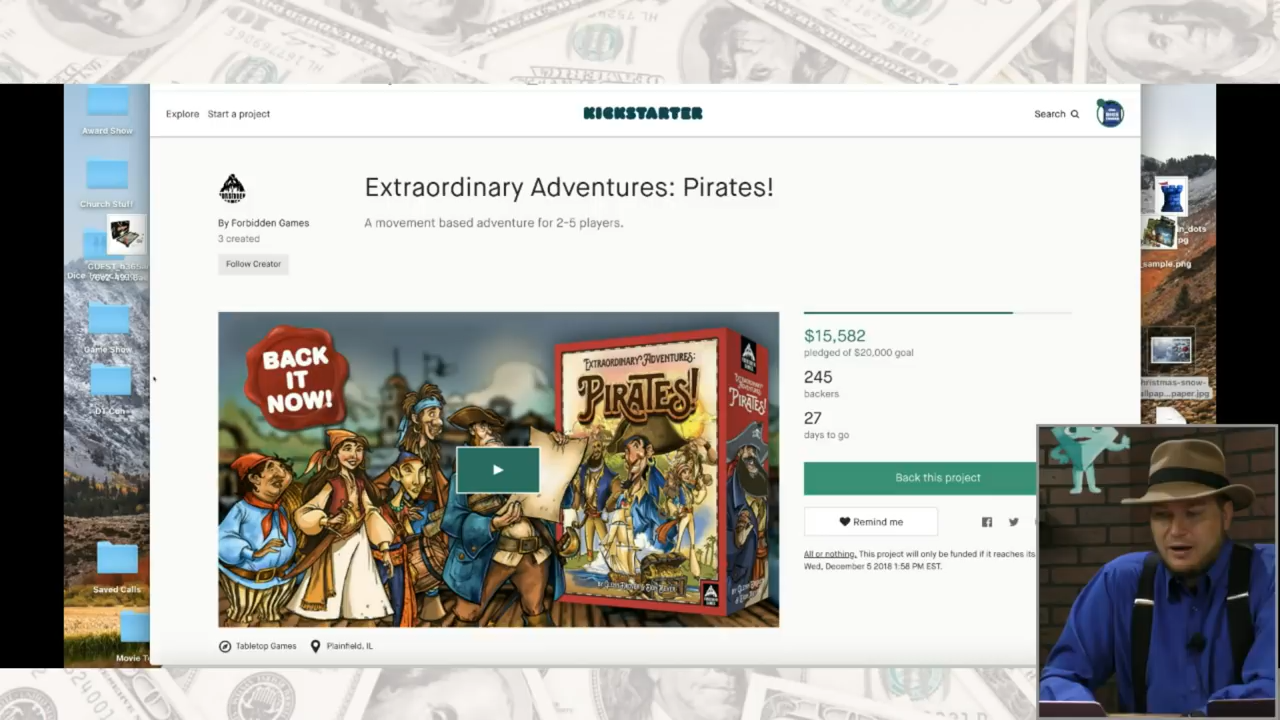 Explore Start a project
KICKSTARTER
Search
Award Show
Church Stuff
Game Show
Saved Calls
_sample.png
Extraordinary Adventures: Pirates!
By Forbidden Games
3 created
Follow Creator
A movement based adventure for 2-5 players.
BACK
IT
NOW!
EXTRAORDINARY ADVENTURES:
PIRATES!
$15,582
pledged of $20,000 goal
245
backers
27
days to go
Back this project
Remind me
All or nothing. This project will only be funded if it reaches its
Wed, December 5 2018 1:58 PM EST.
Tabletop Games
Plainfield, IL